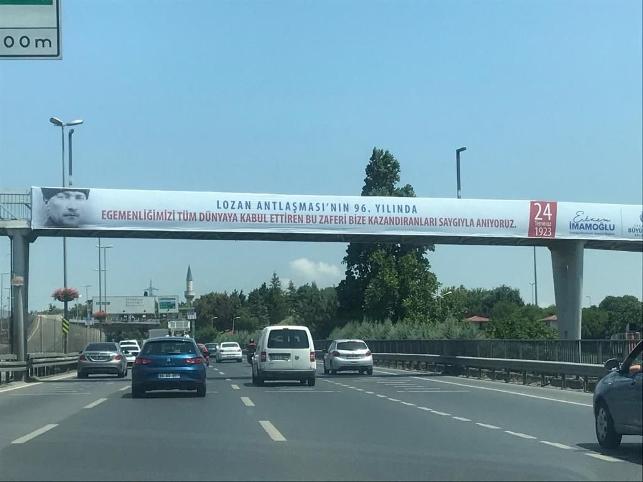 00m
LOZAN ANTLAŞMASI'NIN 96. YILINDA
EGEMENLİĞİMİZİ TÜM DÜNYAYA KABUL ETTİREN BU ZAFERİ BİZE KAZANDIRANLARI SAYGIYLA ANIYORUZ.
24
Temmuz
1923
Ekrem
İMAMOĞLU